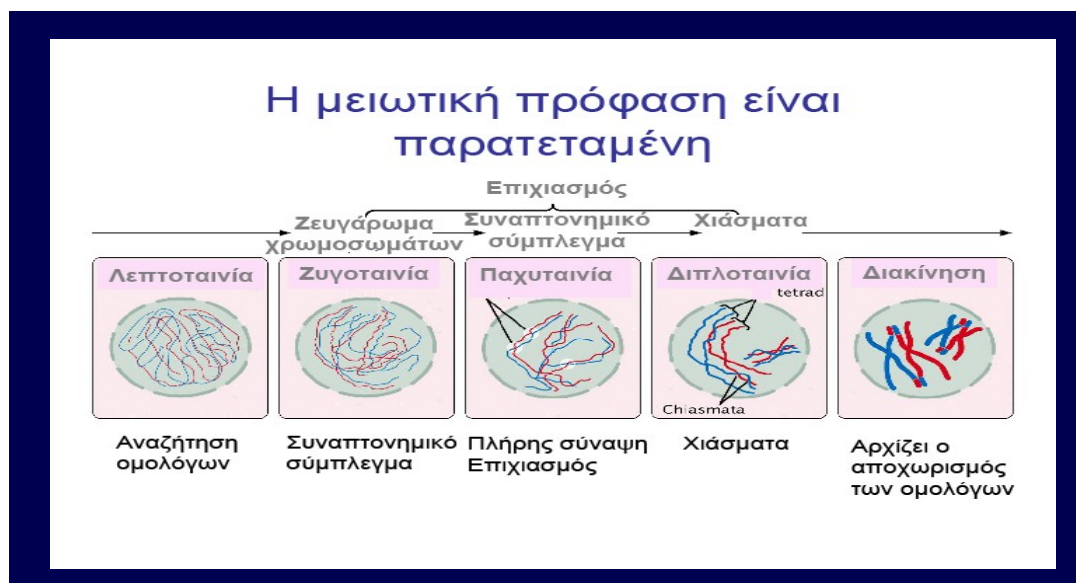 Η μειωτική πρόφαση είναι
παρατεταμένη
Επιχιασμός
Ζευγάρωμα
χρωμοσωμάτων
Συναπτονημικό
σύμπλεγμα
Χιάσματα
Λεπτοταινία
Ζυγοταινία
Παχυταινία
Διπλοταινία
Διακίνηση
tetrad
Chiasmata
Αναζήτηση
ομολόγων
Συναπτονημικό
σύμπλεγμα
Πλήρης σύναψη
Επιχιασμός
Χιάσματα
Αρχίζει ο
αποχωρισμός
των ομολόγων